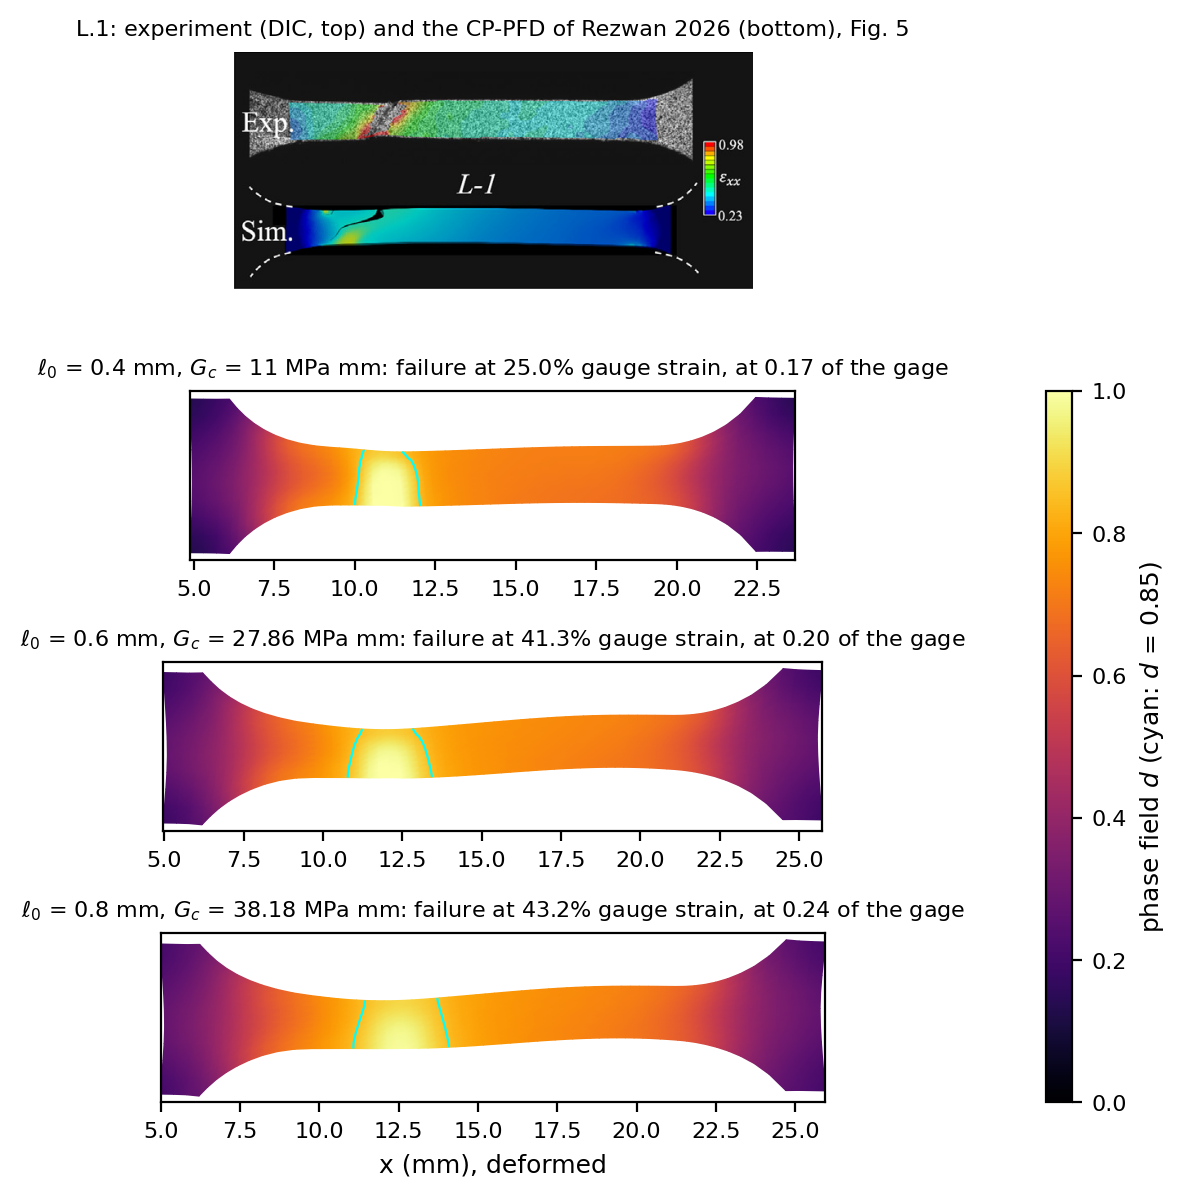 L.1: experiment (DIC, top) and the CP-PFD of Rezwan 2026 (bottom), Fig. 5
Exp.
0.98
ε_xx
0.23
L-1
Sim.
ℓ₀ = 0.4 mm, G_c = 11 MPa mm: failure at 25.0% gauge strain, at 0.17 of the gage
5.0 7.5 10.0 12.5 15.0 17.5 20.0 22.5
ℓ₀ = 0.6 mm, G_c = 27.86 MPa mm: failure at 41.3% gauge strain, at 0.20 of the gage
5.0 7.5 10.0 12.5 15.0 17.5 20.0 22.5 25.0
ℓ₀ = 0.8 mm, G_c = 38.18 MPa mm: failure at 43.2% gauge strain, at 0.24 of the gage
5.0 7.5 10.0 12.5 15.0 17.5 20.0 22.5 25.0
x (mm), deformed
1.0
0.8
0.6
0.4
0.2
0.0
phase field d (cyan: d = 0.85)